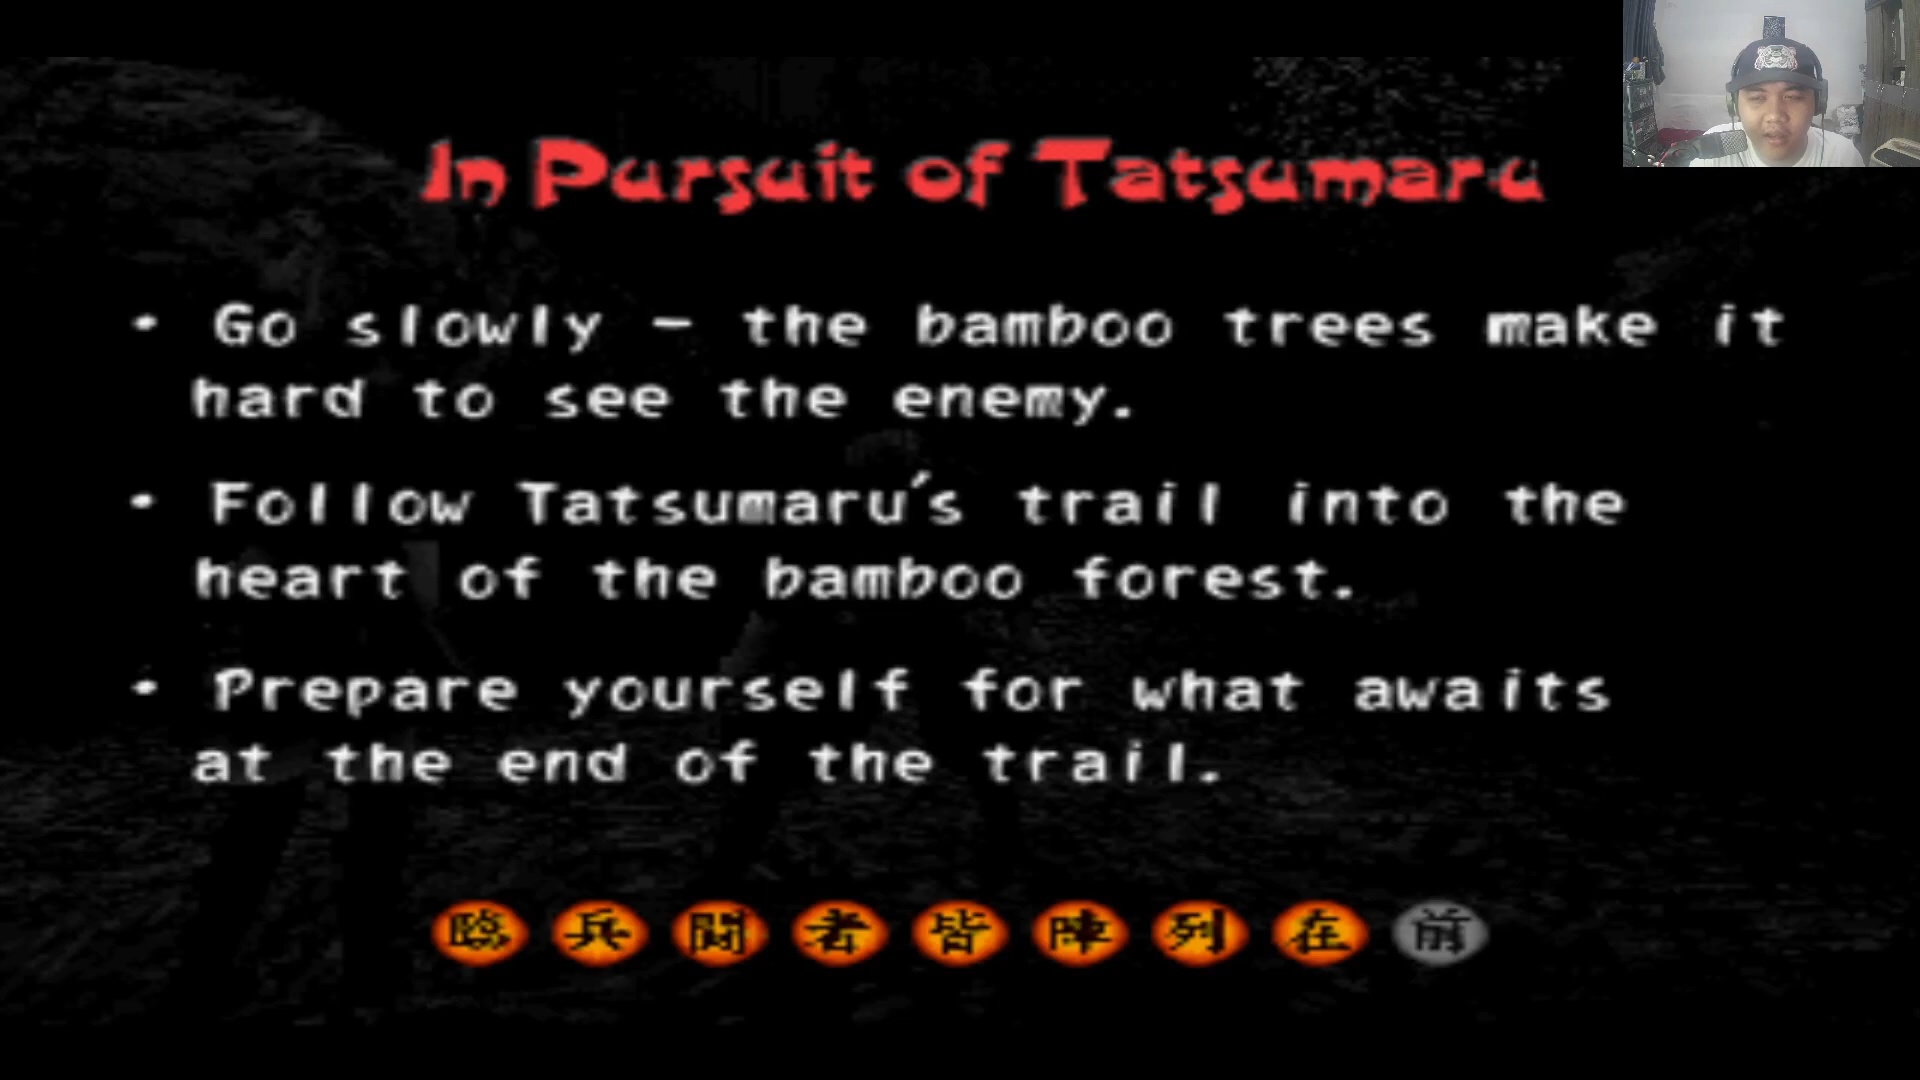 In Pursuit of Tatsumaru
• Go slowly - the bamboo trees make it
hard to see the enemy.
• Follow Tatsumaru's trail into the
heart of the bamboo forest.
• Prepare yourself for what awaits
at the end of the trail.
臨 兵 闘 者 皆 陣 列 在 前